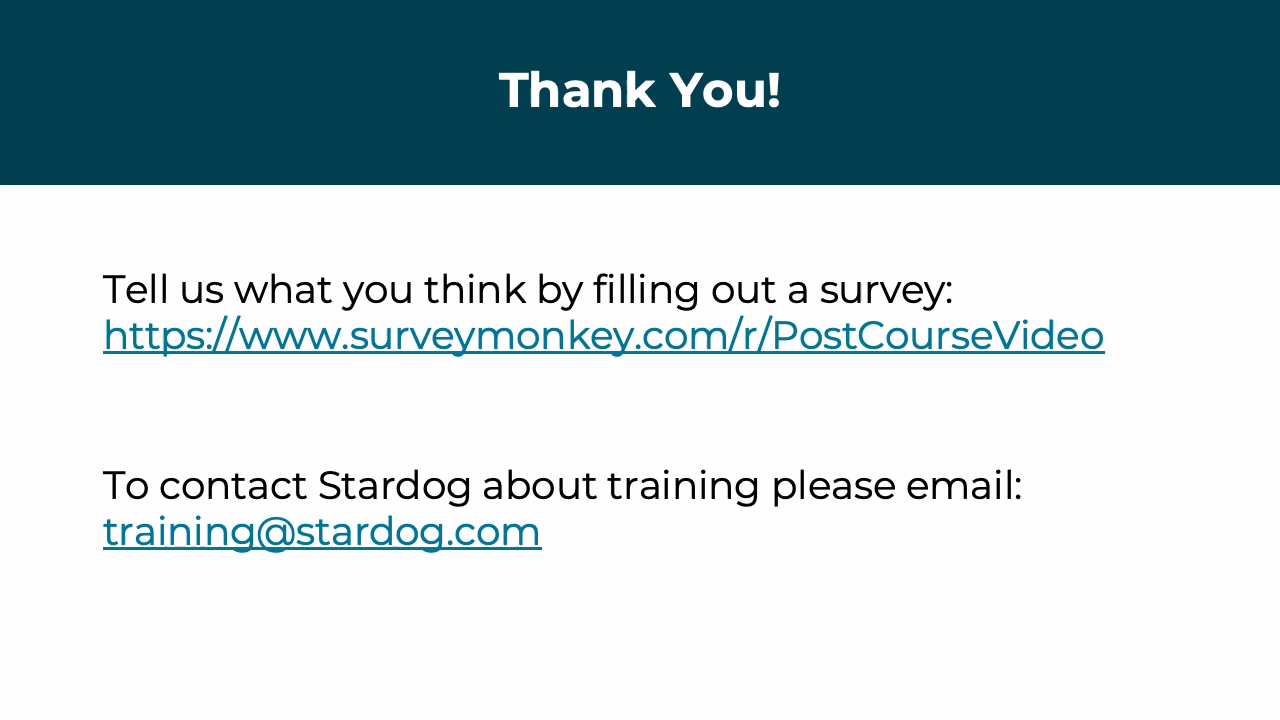 Thank You!
Tell us what you think by filling out a survey:
https://www.surveymonkey.com/r/PostCourseVideo
To contact Stardog about training please email:
training@stardog.com